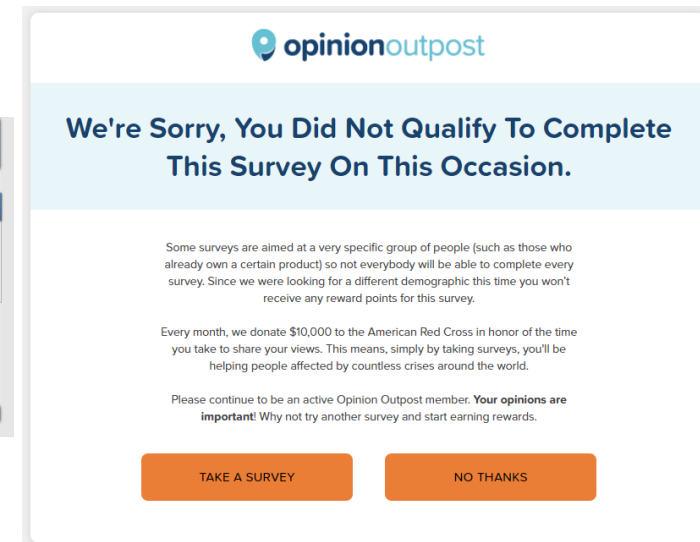 opinionoutpost
We're Sorry, You Did Not Qualify To Complete
This Survey On This Occasion.
Some surveys are aimed at a very specific group of people (such as those who
already own a certain product) so not everybody will be able to complete every
survey. Since we were looking for a different demographic this time you won't
receive any reward points for this survey.
Every month, we donate $10,000 to the American Red Cross in honor of the time
you take to share your views. This means, simply by taking surveys, you'll be
helping people affected by countless crises around the world.
Please continue to be an active Opinion Outpost member. Your opinions are
important! Why not try another survey and start earning rewards.
TAKE A SURVEY NO THANKS